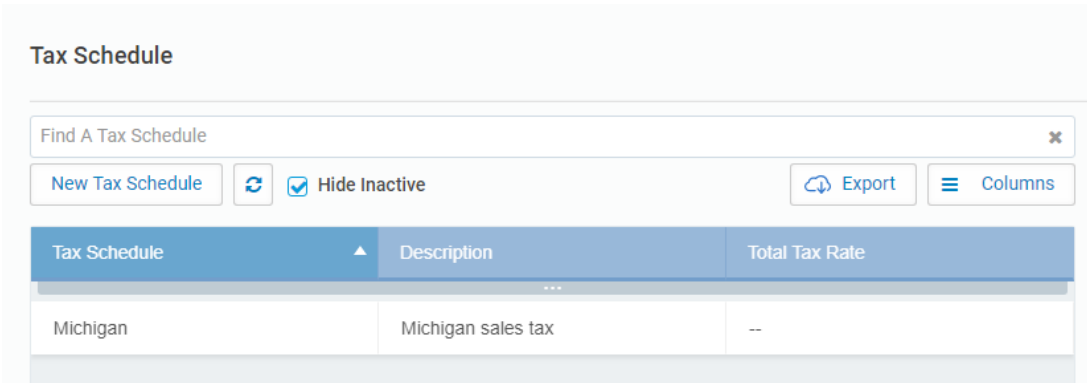 Tax Schedule
Find A Tax Schedule
New Tax Schedule Hide Inactive Export Columns
Tax Schedule Description Total Tax Rate
Michigan Michigan sales tax --